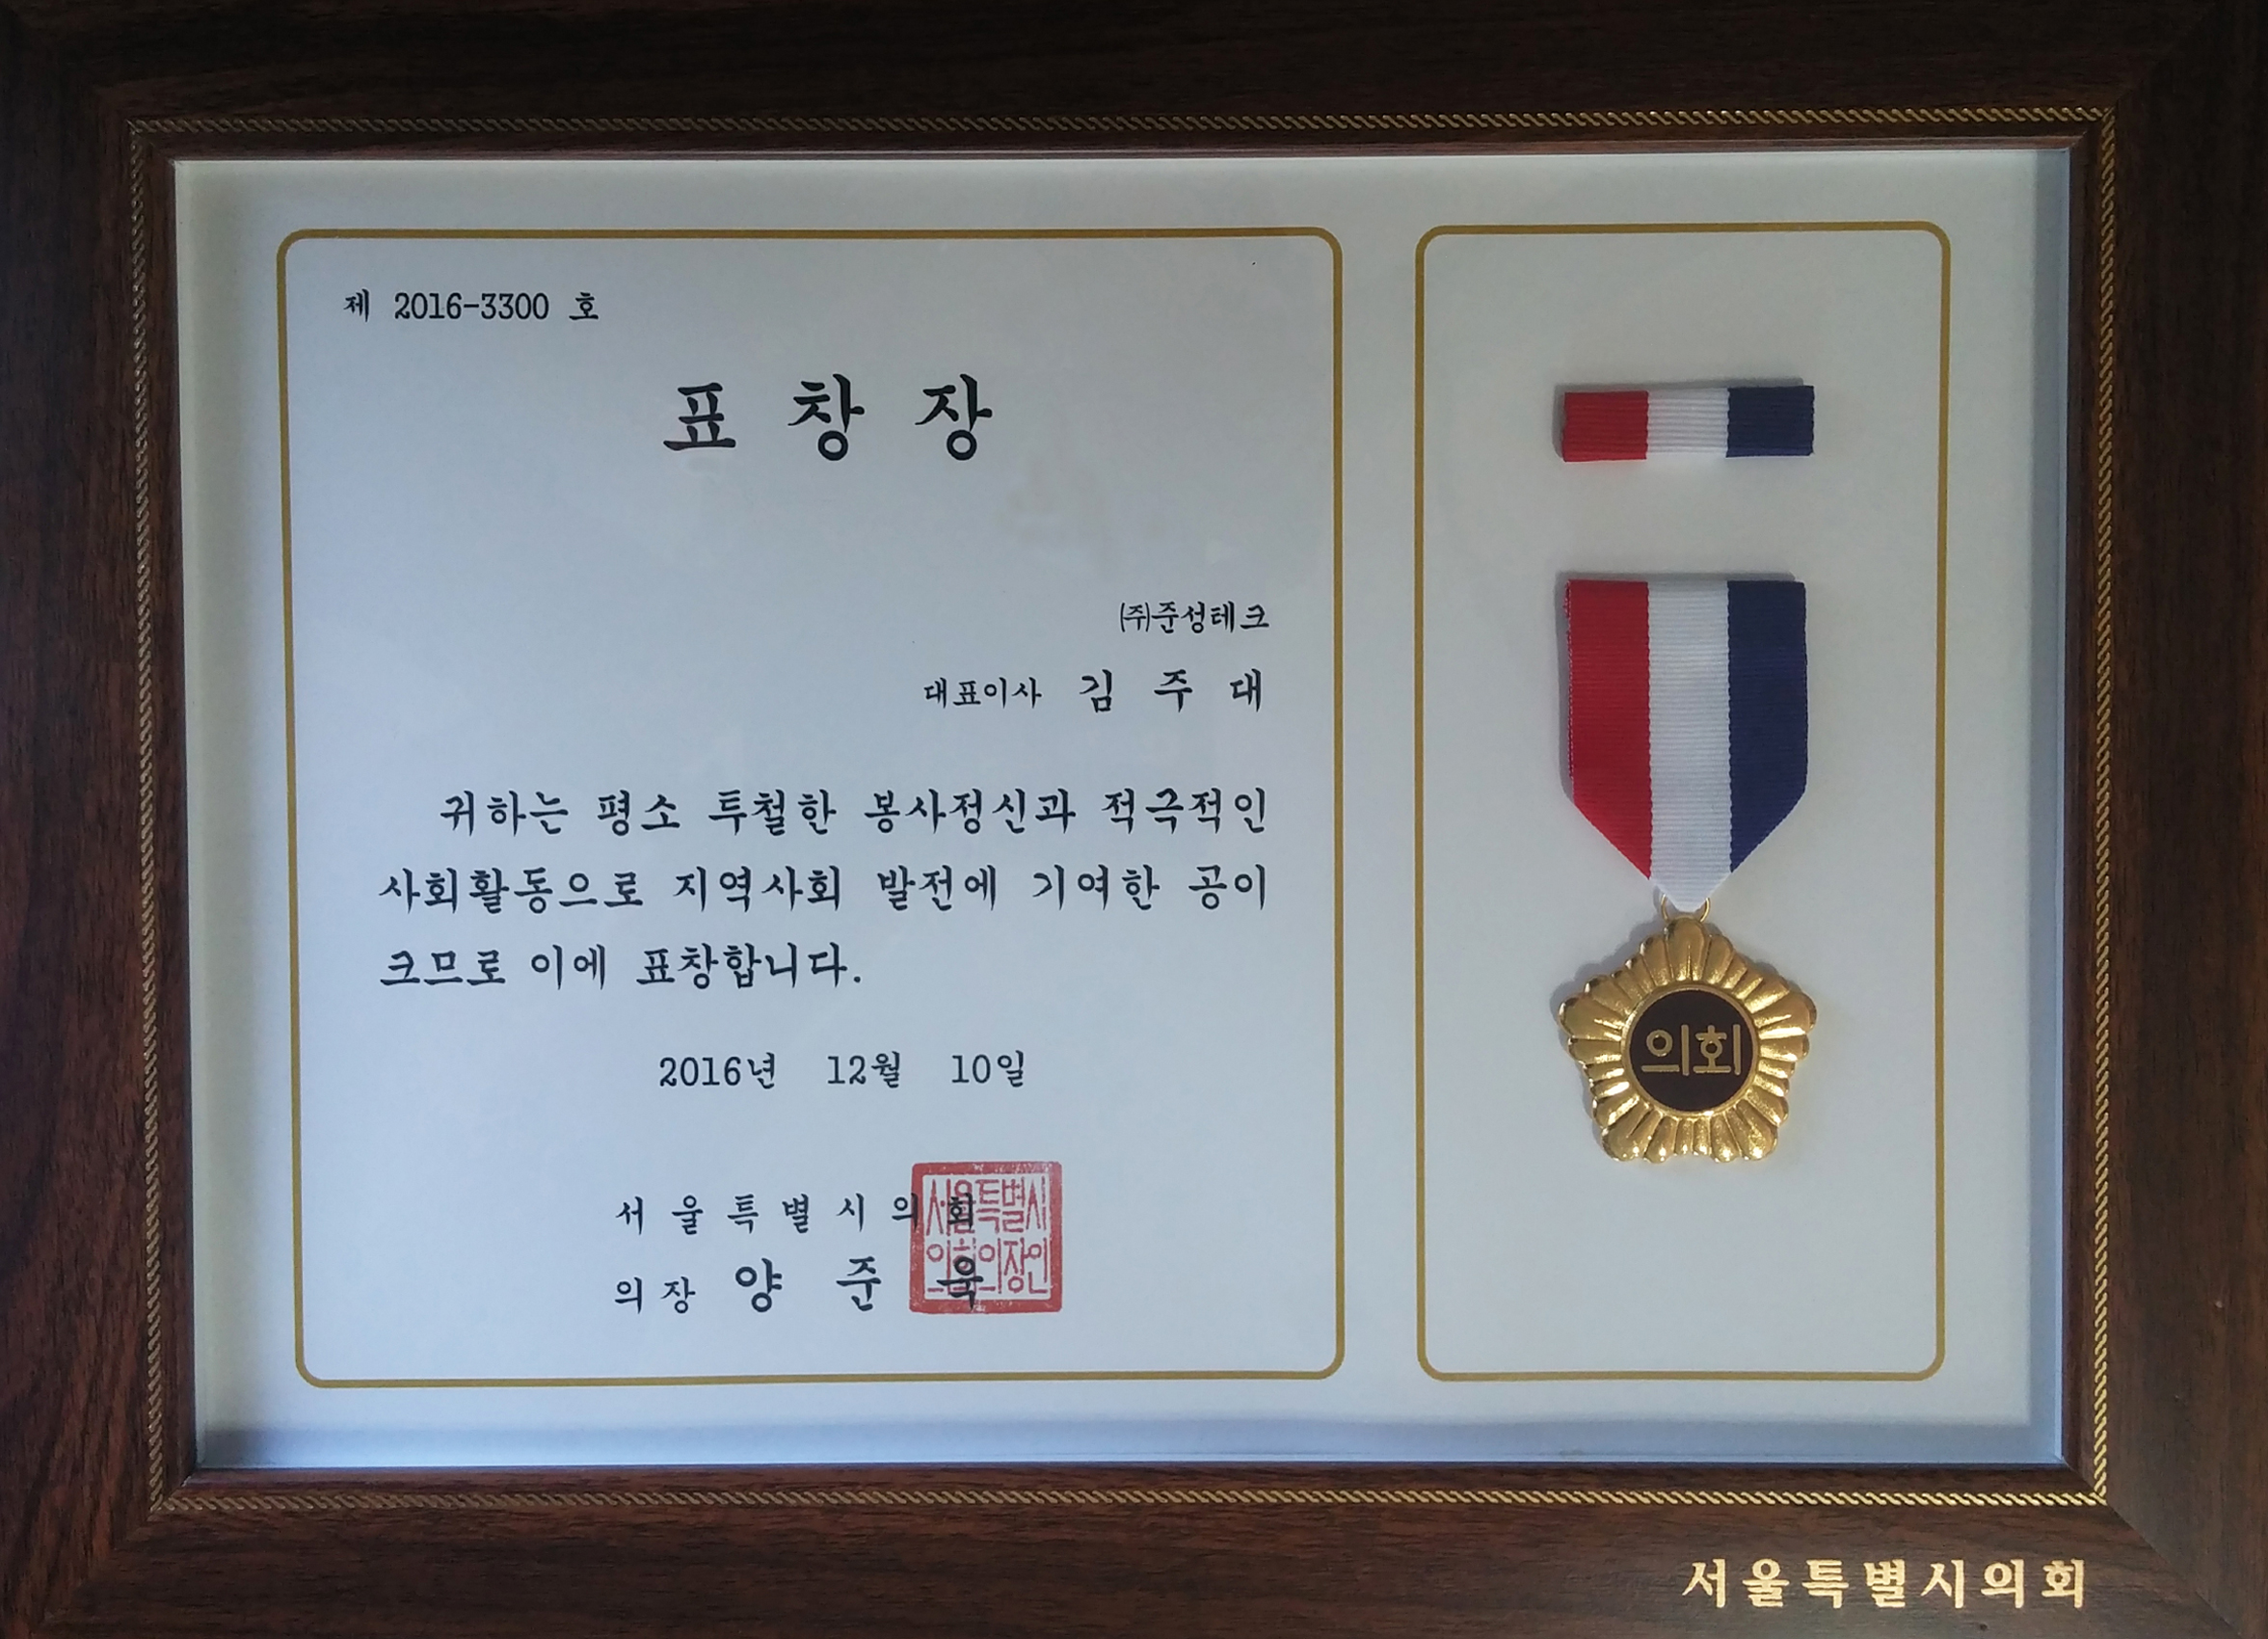 제 2016-3300 호
표 창 장
㈜준성테크
대표이사 김 주 대
귀하는 평소 투철한 봉사정신과 적극적인
사회활동으로 지역사회 발전에 기여한 공이
크므로 이에 표창합니다.
2016년 12월 10일
서 울 특 별 시 의 회
의 장 양 준 욱
서울특별시
의회의장인
의회
서울특별시의회